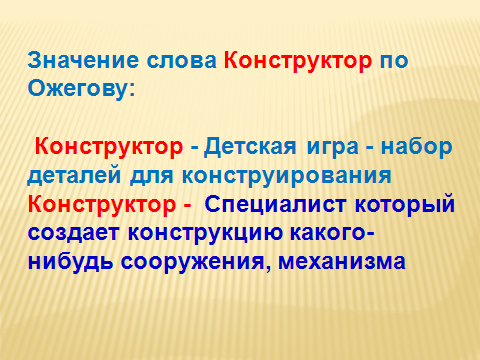 Значение слова Конструктор по
Ожегову:
Конструктор - Детская игра - набор
деталей для конструирования
Конструктор - Специалист который
создает конструкцию какого-
нибудь сооружения, механизма